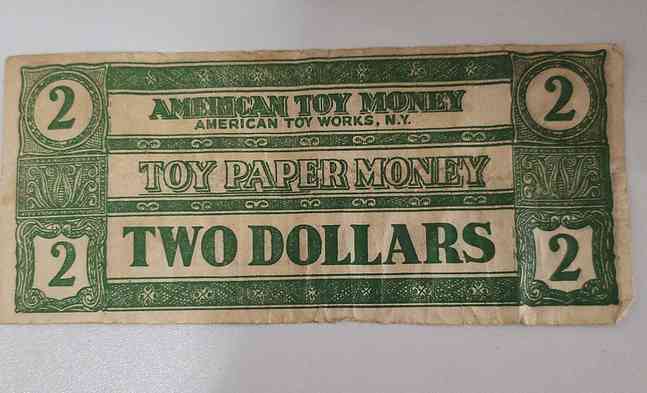 2 2
AMERICAN TOY MONEY
AMERICAN TOY WORKS, N.Y.
TOY PAPER MONEY
TWO DOLLARS
2 2